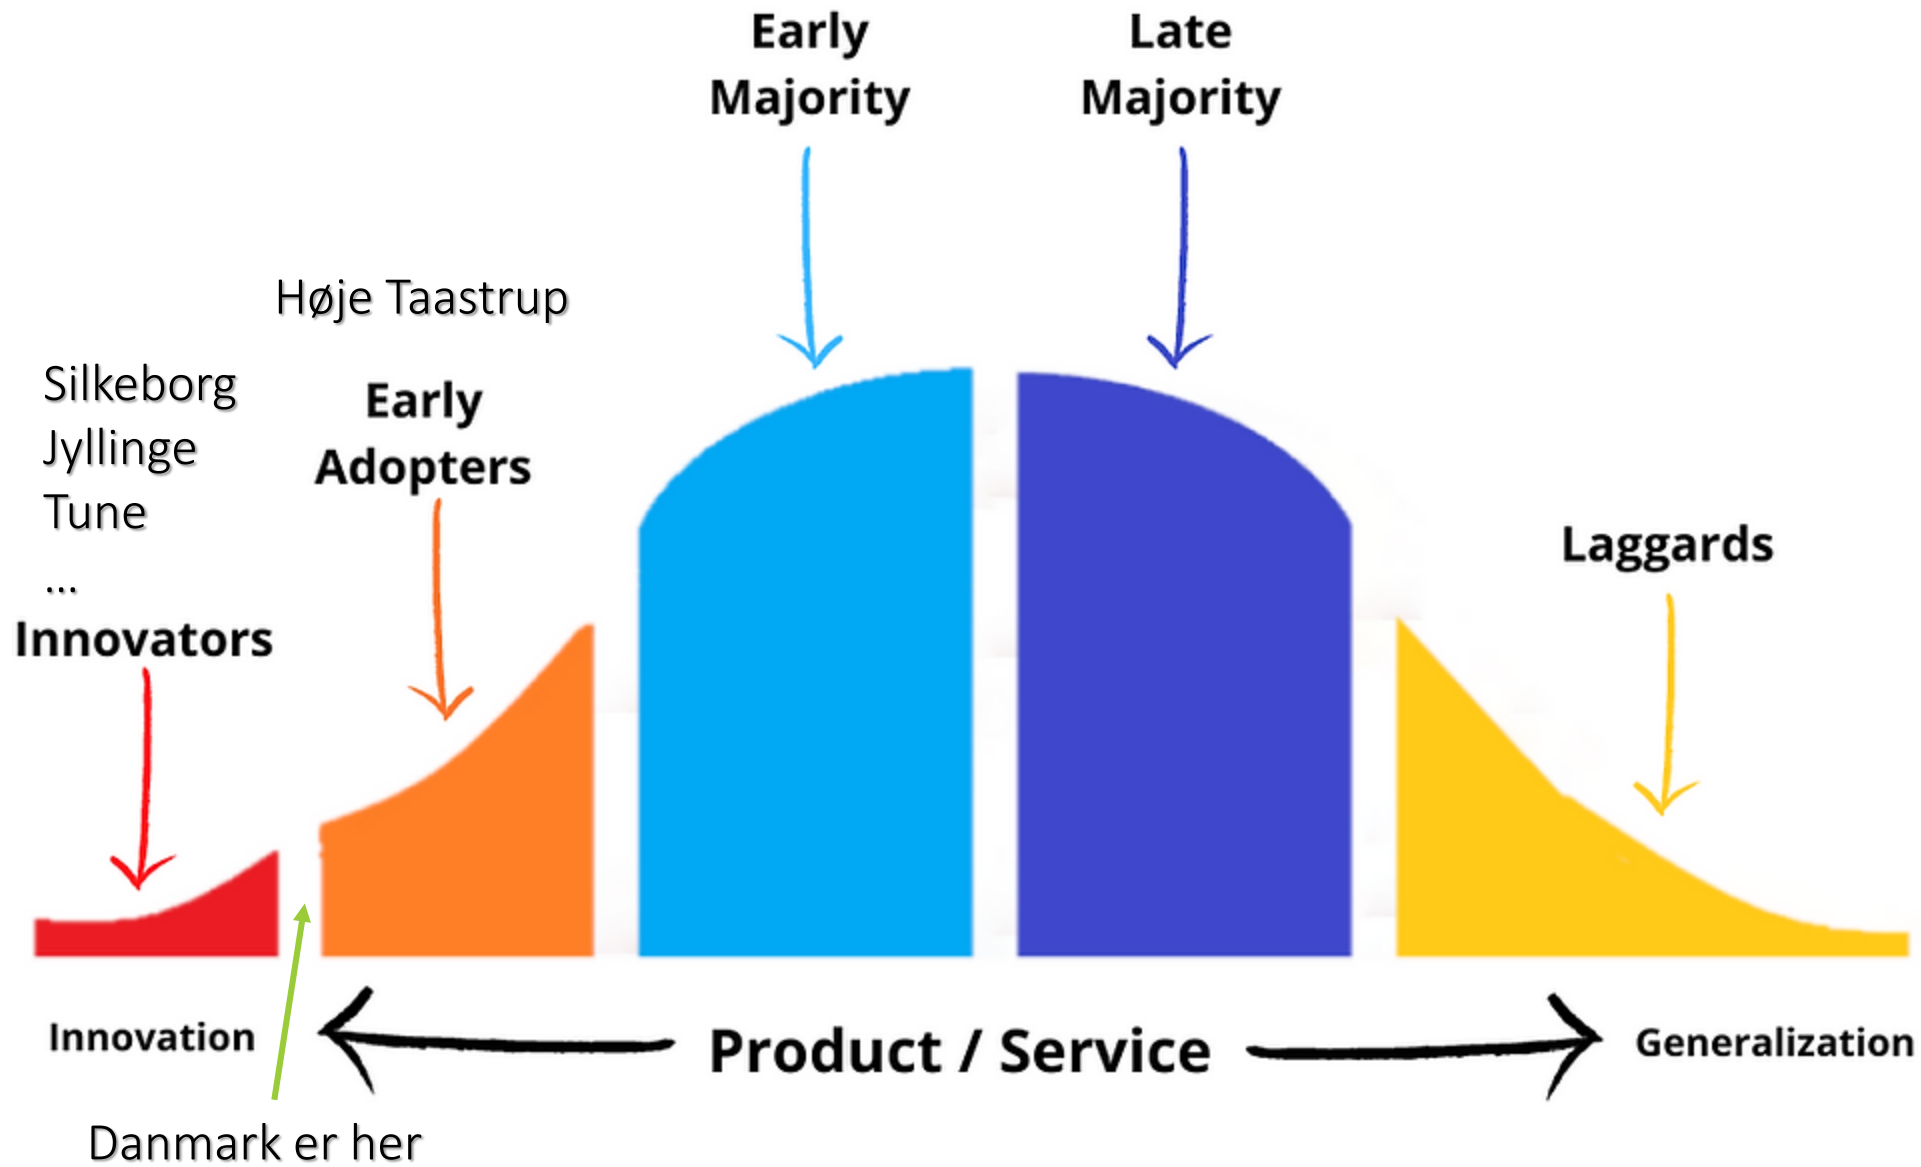 Early
Majority
Late
Majority
Høje Taastrup
Silkeborg
Jyllinge
Tune
...
Early
Adopters
Innovators
Laggards
Innovation
Product / Service
Generalization
Danmark er her